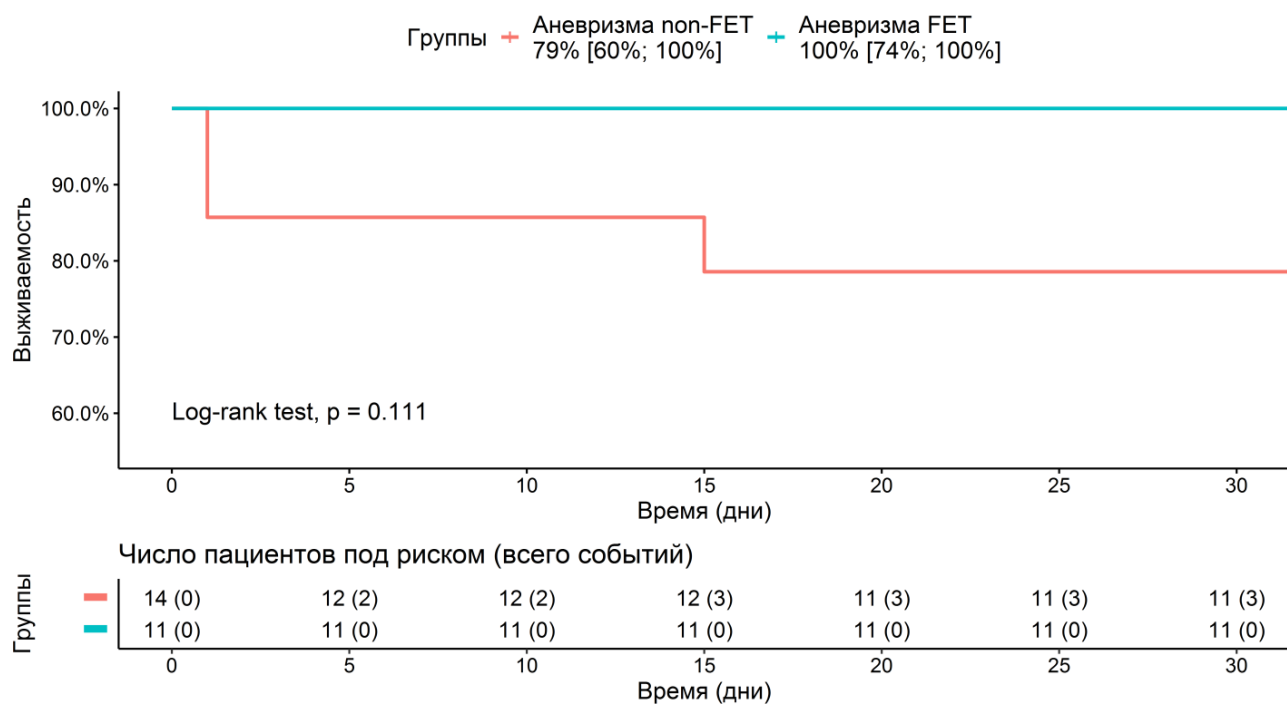 Группы
Аневризма non-FET
79% [60%; 100%]
Аневризма FET
100% [74%; 100%]
Выживаемость
100.0%
90.0%
80.0%
70.0%
60.0%
Log-rank test, p = 0.111
0 5 10 15 20 25 30
Время (дни)
Число пациентов под риском (всего событий)
Группы
14 (0) 12 (2) 12 (2) 12 (3) 11 (3) 11 (3) 11 (3)
11 (0) 11 (0) 11 (0) 11 (0) 11 (0) 11 (0) 11 (0)
0 5 10 15 20 25 30
Время (дни)